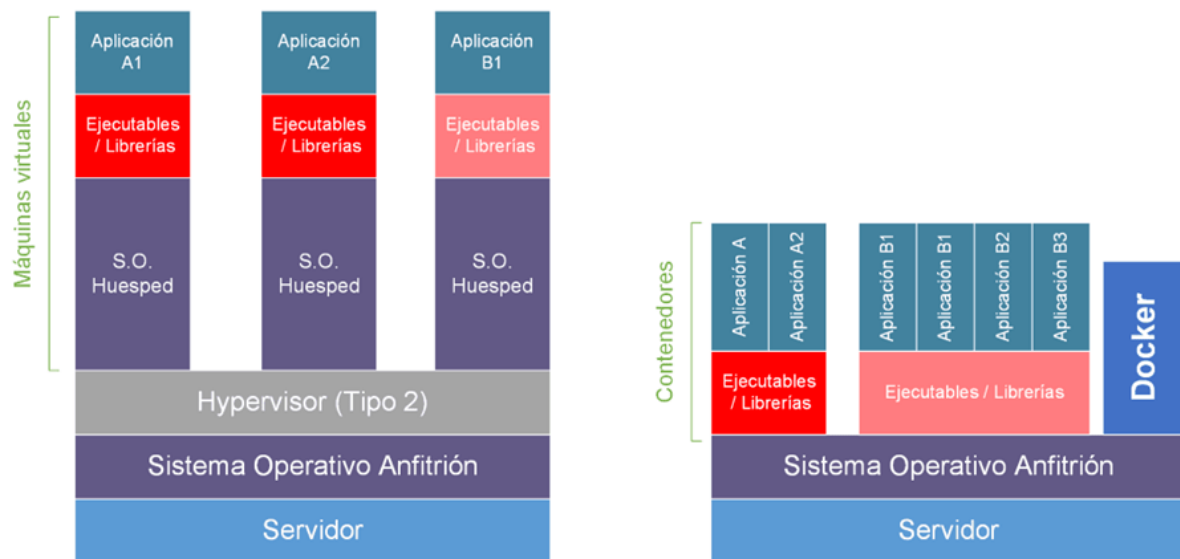 Máquinas virtuales
Aplicación
A1
Ejecutables
/ Librerías
S.O.
Huesped
Aplicación
A2
Ejecutables
/ Librerías
S.O.
Huesped
Aplicación
B1
Ejecutables
/ Librerías
S.O.
Huesped
Hypervisor (Tipo 2)
Sistema Operativo Anfitrión
Servidor
Contenedores
Aplicación A
Aplicación A2
Ejecutables
/ Librerías
Aplicación B1
Aplicación B1
Aplicación B2
Aplicación B3
Ejecutables / Librerías
Docker
Sistema Operativo Anfitrión
Servidor